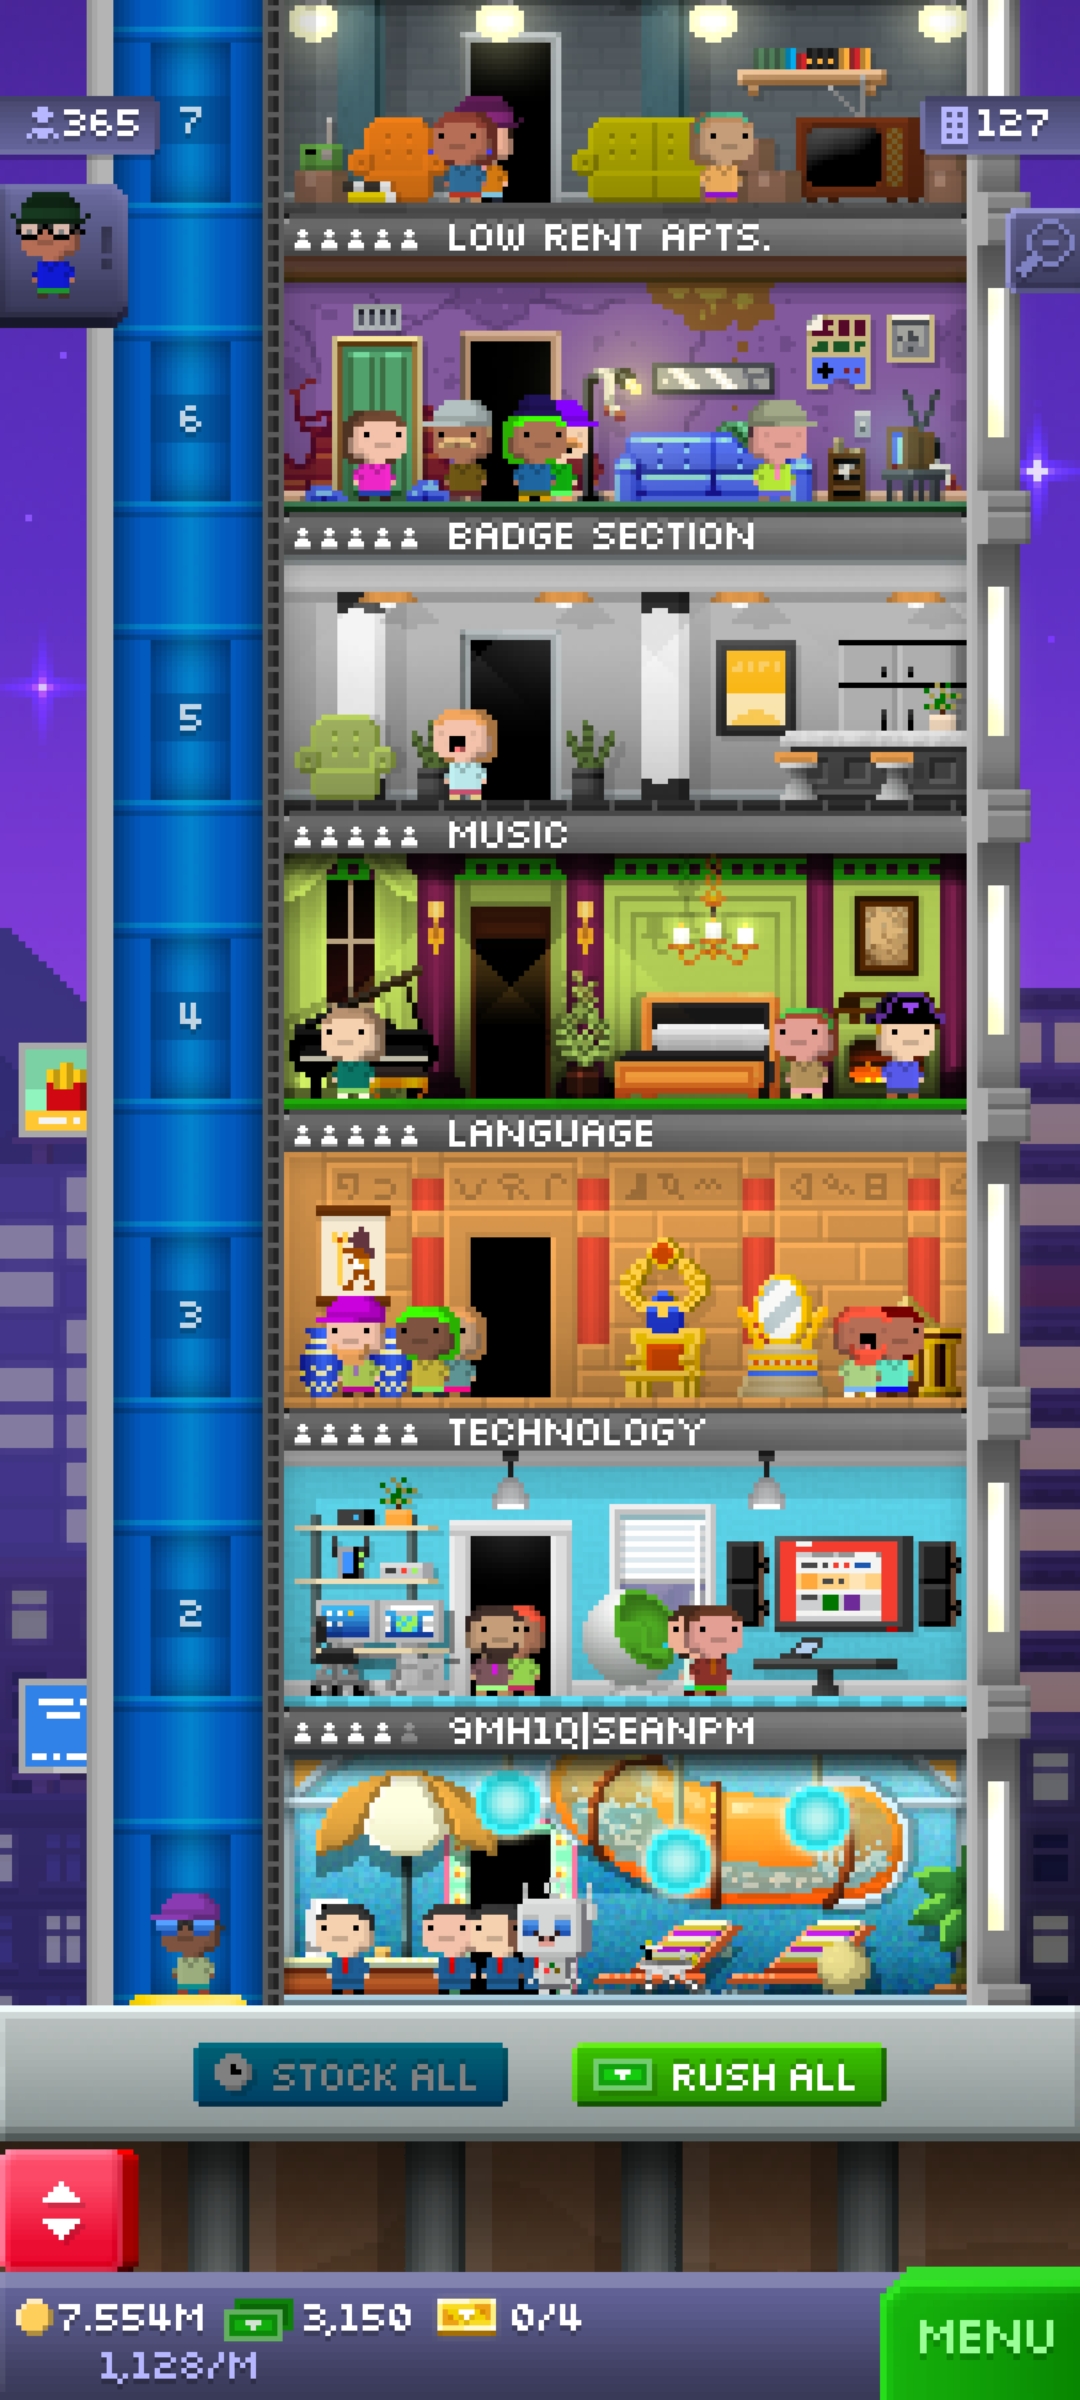 365
7
127
LOW RENT APTS.
6
BADGE SECTION
5
MUSIC
4
LANGUAGE
3
TECHNOLOGY
2
9MH1Q|SEANPM
STOCK ALL
RUSH ALL
7.554M
3,150
0/4
1,128/M
MENU